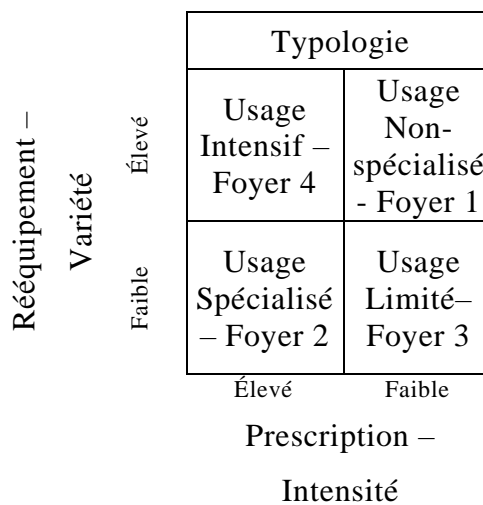 Typologie
Rééquipement –
Variété
Élevé
Usage
Intensif –
Foyer 4
Usage
Non-
spécialisé
- Foyer 1
Faible
Usage
Spécialisé
– Foyer 2
Usage
Limité–
Foyer 3
Élevé
Faible
Prescription –
Intensité